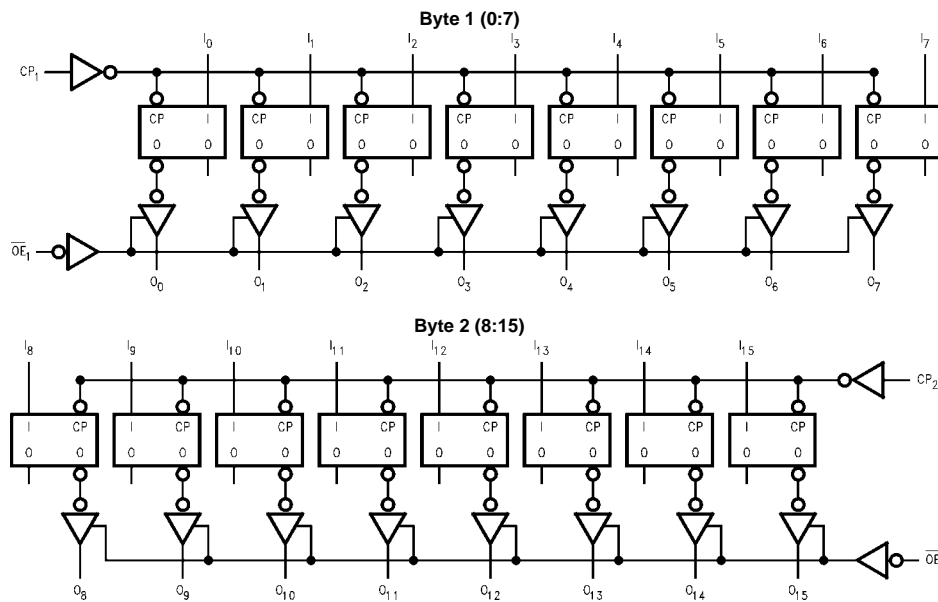 Byte 1 (0:7)
I0 I1 I2 I3 I4 I5 I6 I7
CP1
CP I CP I CP I CP I CP I CP I CP I CP I
O O O O O O O O O O O O O O O O
OE1
O0 O1 O2 O3 O4 O5 O6 O7
Byte 2 (8:15)
I8 I9 I10 I11 I12 I13 I14 I15
CP2
I CP I CP I CP I CP I CP I CP I CP I CP
O O O O O O O O O O O O O O O O
OE
O8 O9 O10 O11 O12 O13 O14 O15